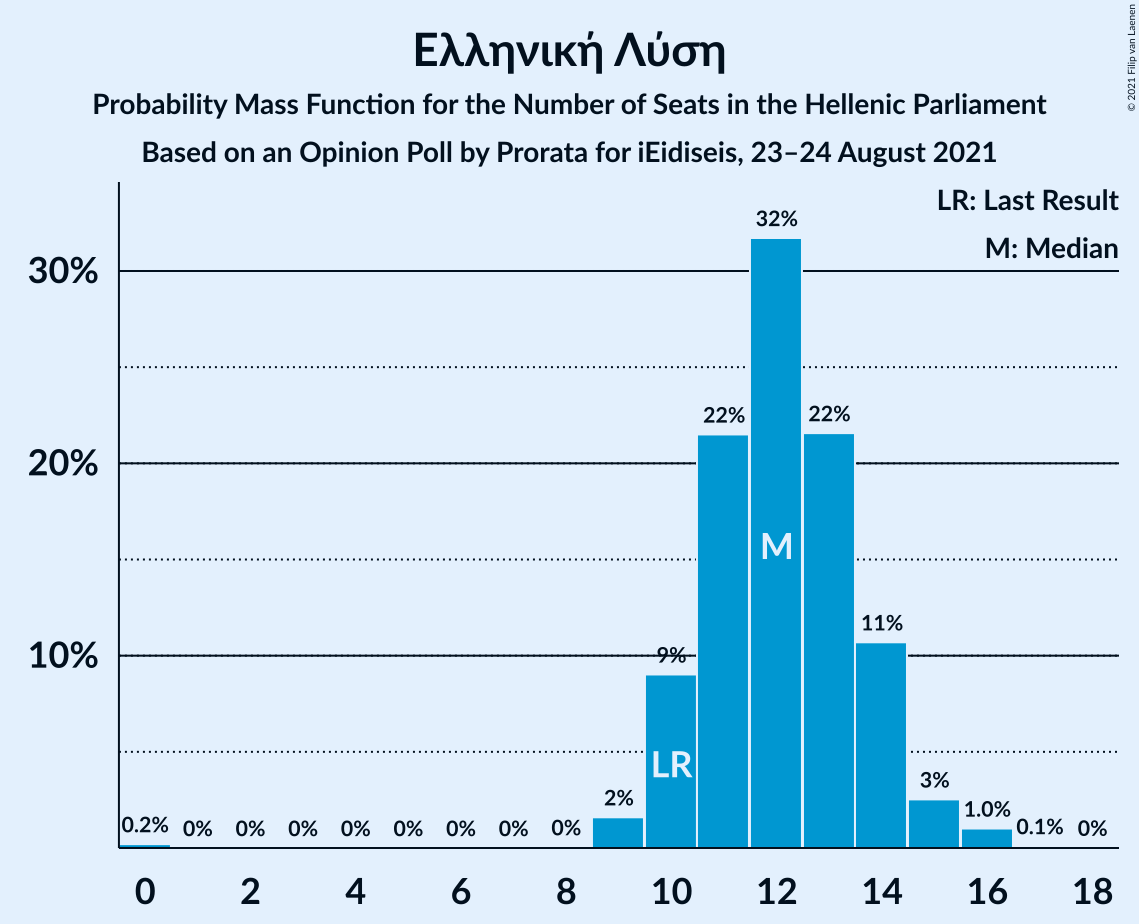 © 2021 Filip van Laenen
Ελληνική Λύση
Probability Mass Function for the Number of Seats in the Hellenic Parliament
Based on an Opinion Poll by Prorata for iEidiseis, 23–24 August 2021
LR: Last Result
M: Median
30%
20%
10%
0.2% 0% 0% 0% 0% 0% 0% 0% 0% 2% 9% 22% 32% 22% 11% 3% 1.0% 0.1% 0%
LR M
0 2 4 6 8 10 12 14 16 18